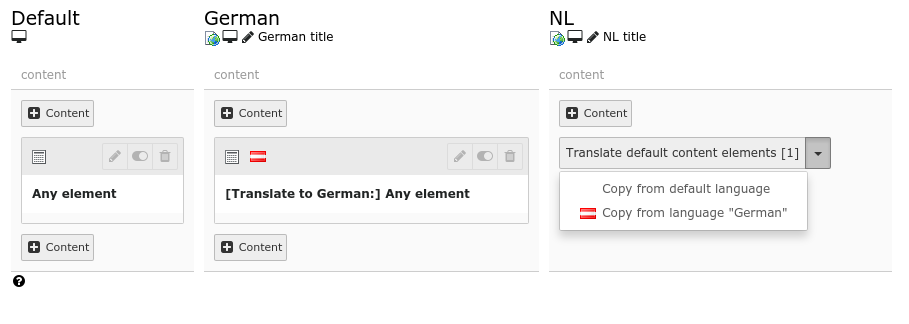 Default
German
German title
NL
NL title
content
content
content
Content
Content
Content
Any element
[Translate to German:] Any element
Translate default content elements [1]
Copy from default language
Copy from language "German"
Content
Content
?